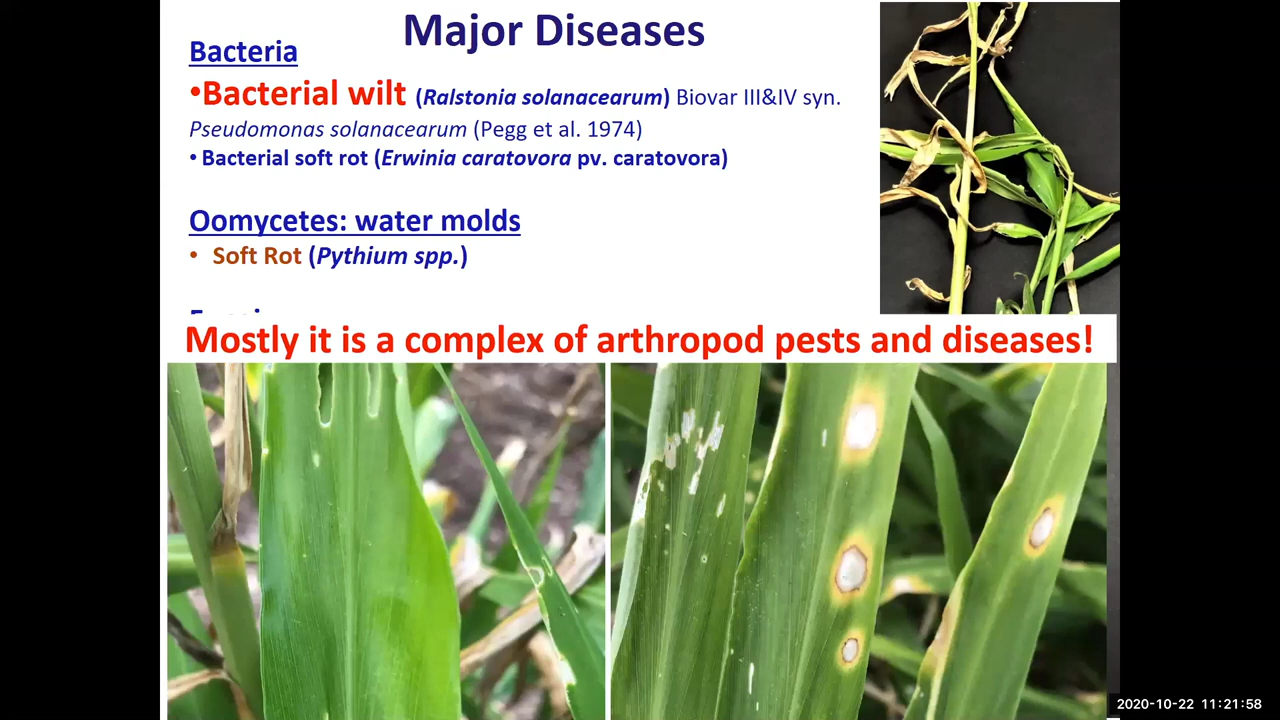 Major Diseases
Bacteria
•Bacterial wilt (Ralstonia solanacearum) Biovar III&IV syn.
Pseudomonas solanacearum (Pegg et al. 1974)
• Bacterial soft rot (Erwinia caratovora pv. caratovora)
Oomycetes: water molds
• Soft Rot (Pythium spp.)
Mostly it is a complex of arthropod pests and diseases!
2020-10-22 11:21:58